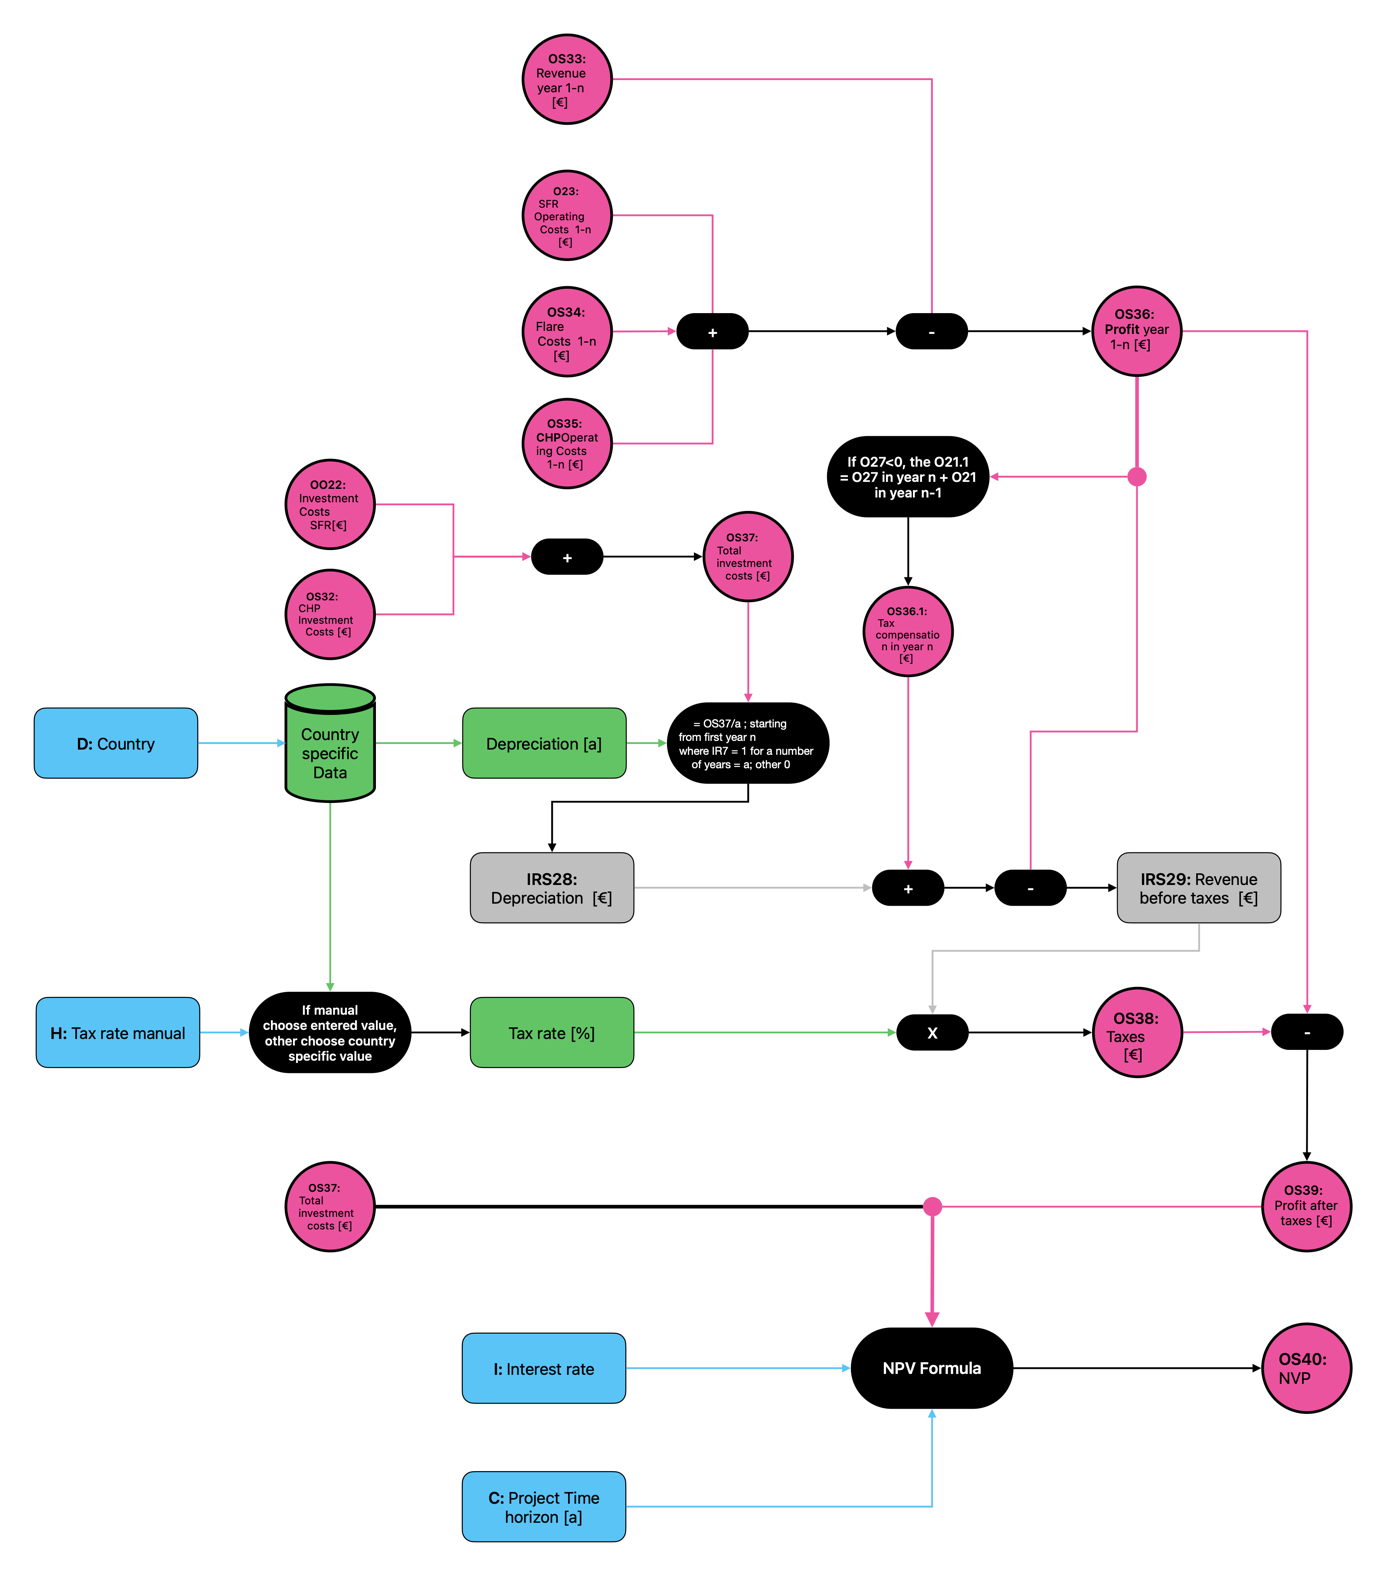 OS33:
Revenue
year 1-n
[€]
O23:
SFR
Operating
Costs 1-n
[€]
OS34:
Flare
Costs 1-n
[€]
+
-
OS36:
Profit year
1-n [€]
OS35:
CHPOperat
ing Costs
1-n [€]
If O27<0, the O21.1
= O27 in year n + O21
in year n-1
OO22:
Investment
Costs
SFR[€]
+
OS37:
Total
investment
costs [€]
OS32:
CHP
Investment
Costs [€]
OS36.1:
Tax
compensatio
n in year n
[€]
D: Country
Country
specific
Data
Depreciation [a]
= OS37/a ; starting
from first year n
where IR7 = 1 for a number
of years = a; other 0
IRS28:
Depreciation [€]
+
-
IRS29: Revenue
before taxes [€]
H: Tax rate manual
If manual
choose entered value,
other choose country
specific value
Tax rate [%]
X
OS38:
Taxes
[€]
-
OS37:
Total
investment
costs [€]
OS39:
Profit after
taxes [€]
I: Interest rate
NPV Formula
OS40:
NVP
C: Project Time
horizon [a]